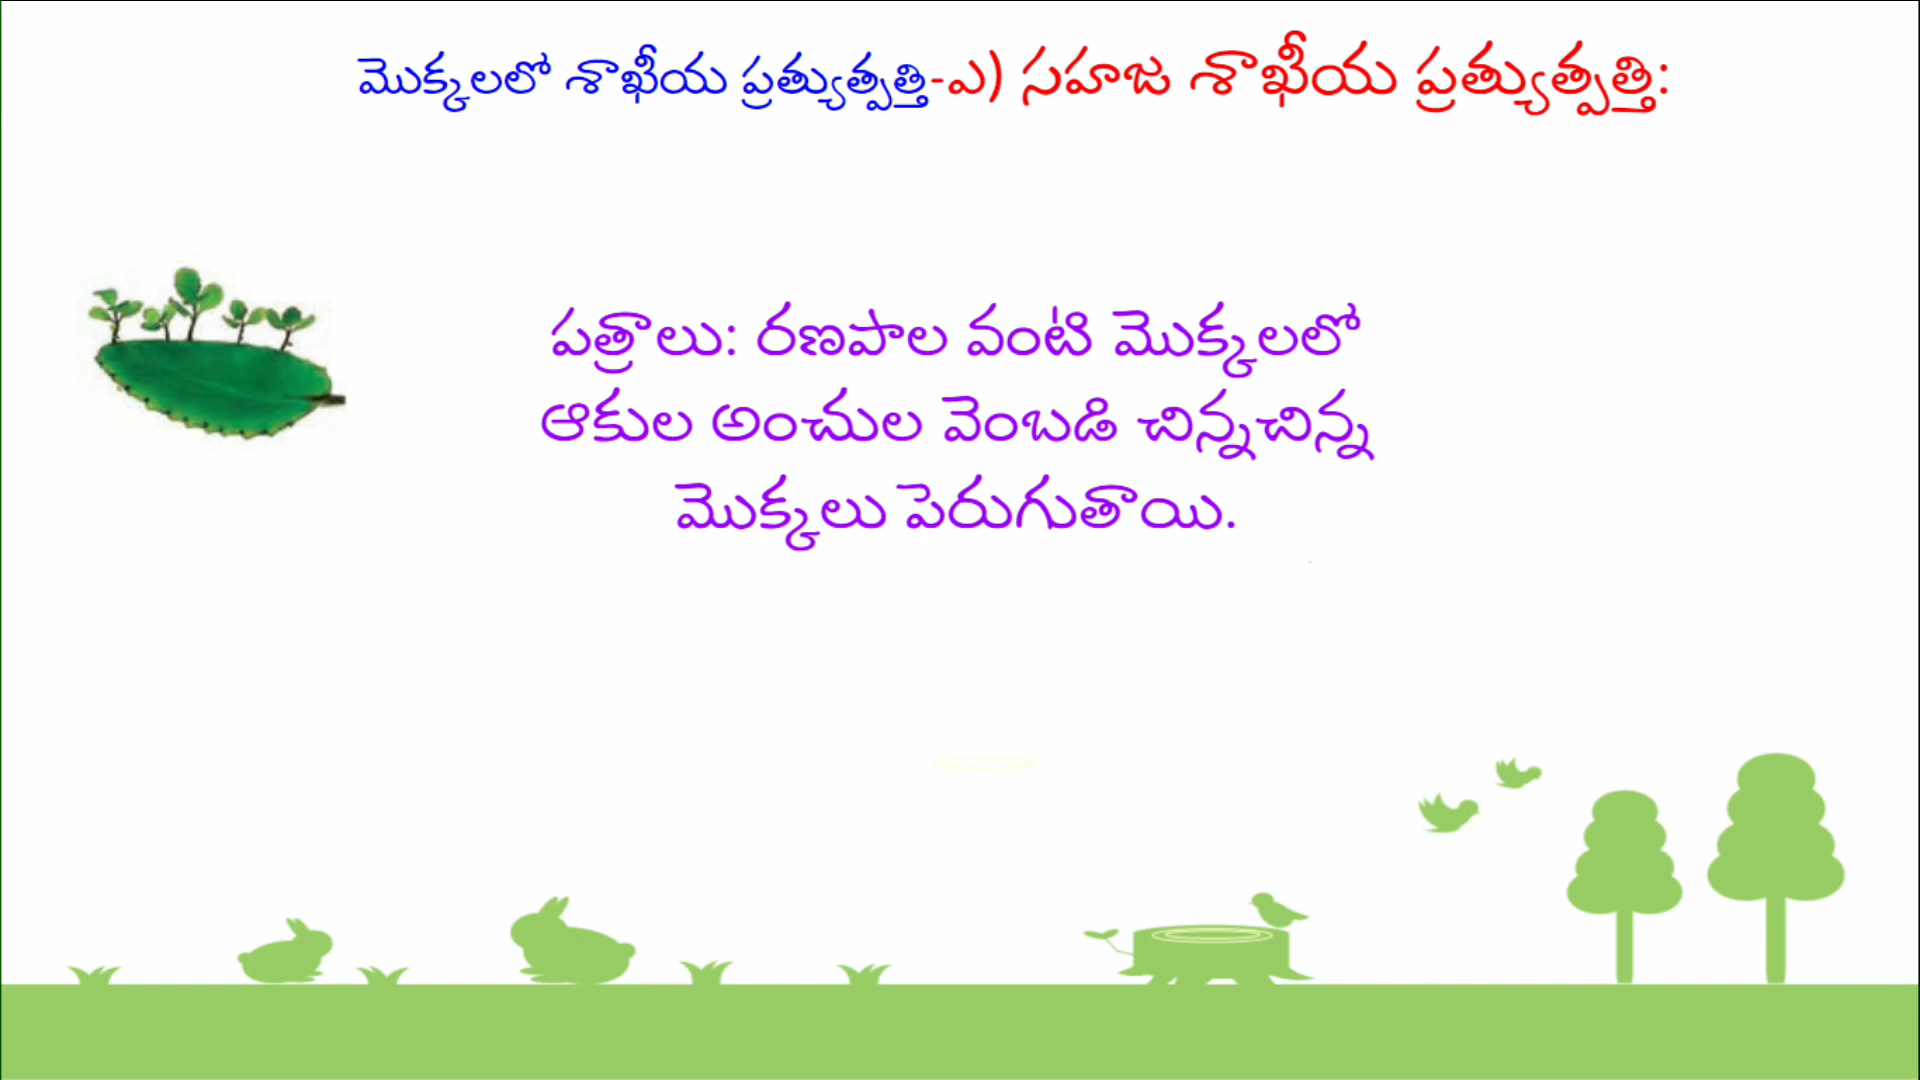 మొక్కలలో శాఖీయ ప్రత్యుత్పత్తి-ఎ) సహజ శాఖీయ ప్రత్యుత్పత్తి:
పత్రాలు: రణపాల వంటి మొక్కలలో
ఆకుల అంచుల వెంబడి చిన్నచిన్న
మొక్కలు పెరుగుతాయి.